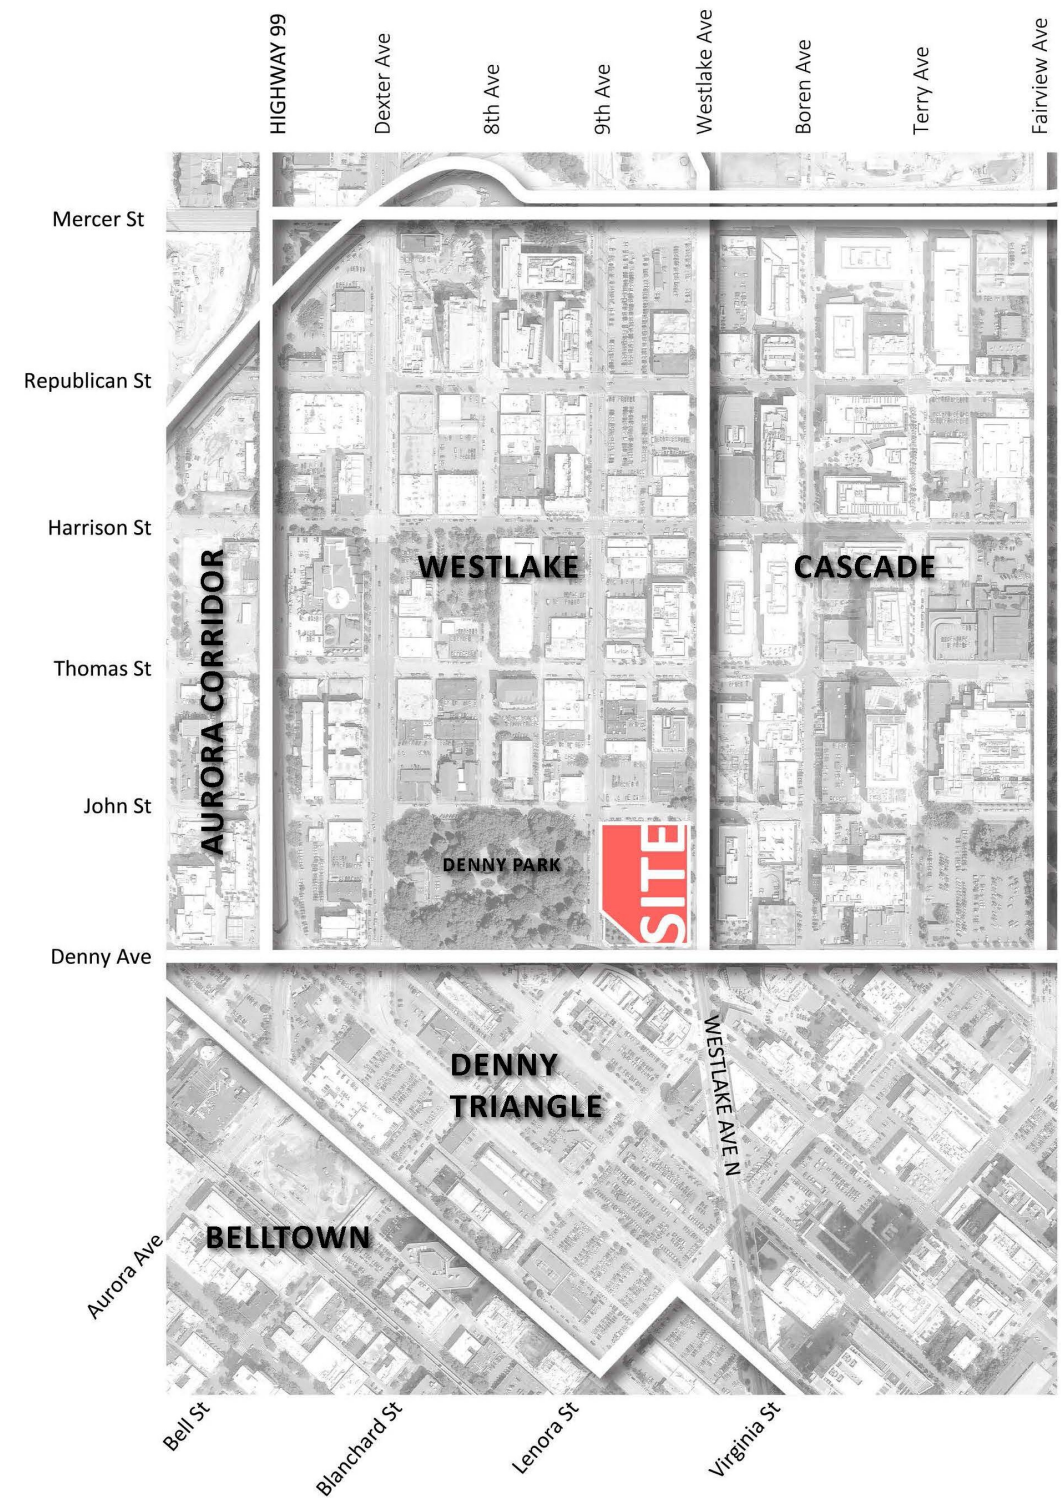 HIGHWAY 99
Dexter Ave
8th Ave
9th Ave
Westlake Ave
Boren Ave
Terry Ave
Fairview Ave
Mercer St
Republican St
Harrison St
WESTLAKE
CASCADE
AURORA CORRIDOR
Thomas St
John St
DENNY PARK
SITE
Denny Ave
WESTLAKE AVE N
DENNY
TRIANGLE
BELLTOWN
Aurora Ave
Bell St
Blanchard St
Lenora St
Virginia St